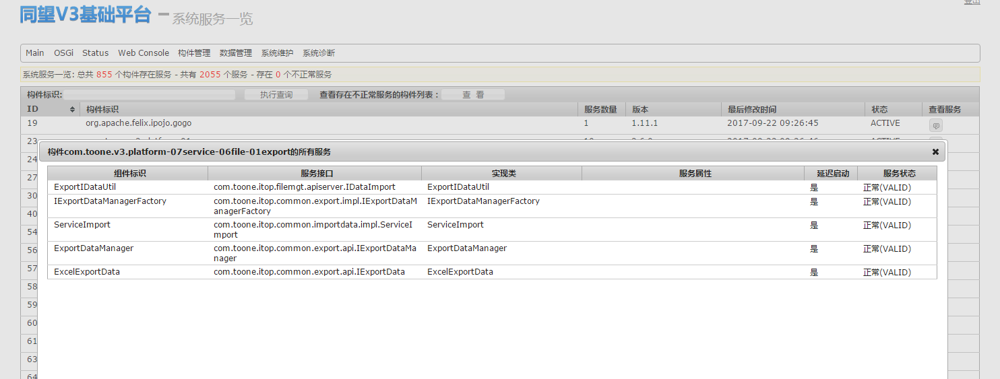 登出
同望V3基础平台 - 系统服务一览
Main OSGi Status Web Console 构件管理 数据管理 系统维护 系统诊断
系统服务一览: 总共 855 个构件存在服务 - 共有 2055 个服务 - 存在 0 个不正常服务
构件标识: 执行查询 查看存在不正常服务的构件列表： 查 看
ID 构件标识 服务数量 版本 最后修改时间 状态 查看服务
19 org.apache.felix.ipojo.gogo 1 1.11.1 2017-09-22 09:26:45 ACTIVE
23
构件com.toone.v3.platform-07service-06file-01export的所有服务
组件标识 服务接口 实现类 服务属性 延迟启动 服务状态
ExportIDataUtil com.toone.itop.filemgt.apiserver.IDataImport ExportIDataUtil 是 正常(VALID)
IExportDataManagerFactory com.toone.itop.common.export.impl.IExportDataM IExportDataManagerFactory 是 正常(VALID)
anagerFactory
ServiceImport com.toone.itop.common.importdata.impl.ServiceI ServiceImport 是 正常(VALID)
mport
ExportDataManager com.toone.itop.common.export.api.IExportDataMa ExportDataManager 是 正常(VALID)
nager
ExcelExportData com.toone.itop.common.export.api.IExportData ExcelExportData 是 正常(VALID)
24
27
30
40
54
56
57
58
59
60
61
63
64